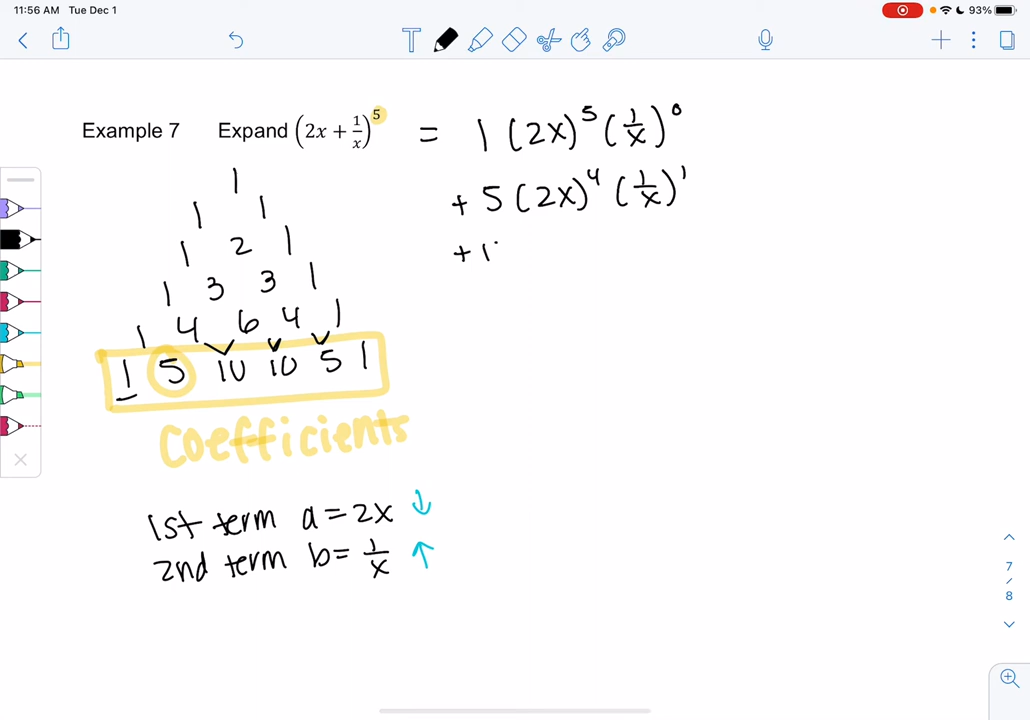 11:56 AM Tue Dec 1
93%
T
Example 7 Expand (2x + 1/x)^5 = 1 (2x)^5 (1/x)^0
+ 5 (2x)^4 (1/x)^1
+ 1
1
1 1
1 2 1
1 3 3 1
1 4 6 4 1
1 5 10 10 5 1
Coefficients
1st term a = 2x ↓
2nd term b = 1/x ↑
7
/
8